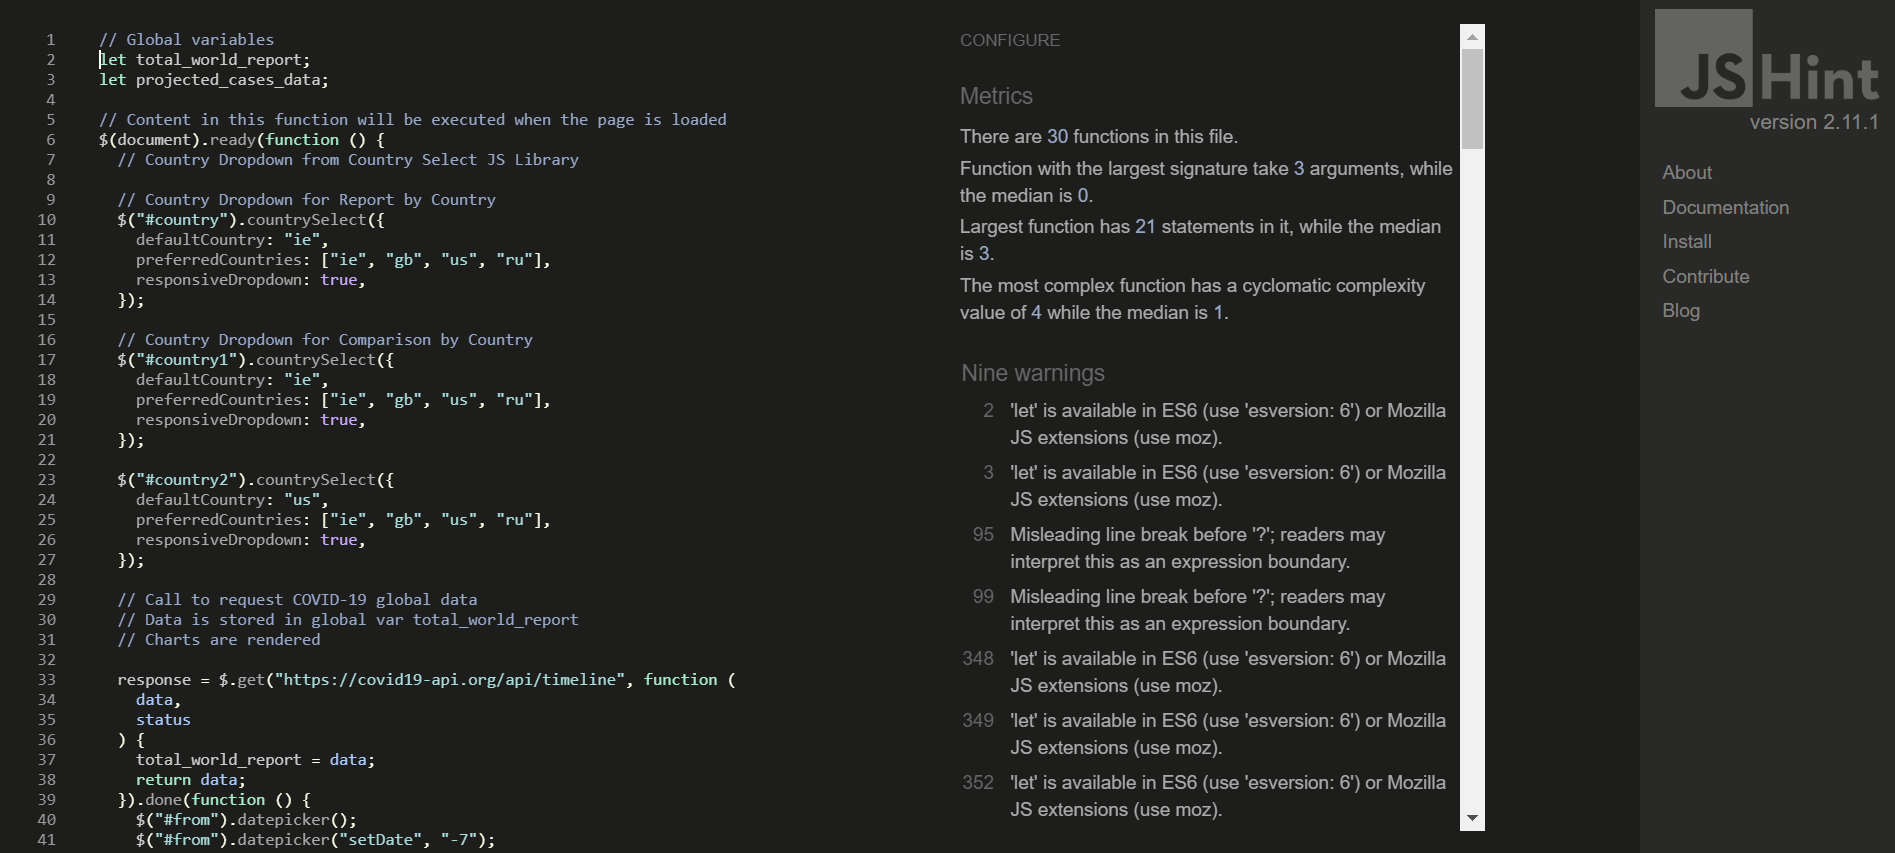 1 // Global variables
2 let total_world_report;
3 let projected_cases_data;
4
5 // Content in this function will be executed when the page is loaded
6 $(document).ready(function () {
7 // Country Dropdown from Country Select JS Library
8
9 // Country Dropdown for Report by Country
10 $("#country").countrySelect({
11 defaultCountry: "ie",
12 preferredCountries: ["ie", "gb", "us", "ru"],
13 responsiveDropdown: true,
14 });
15
16 // Country Dropdown for Comparison by Country
17 $("#country1").countrySelect({
18 defaultCountry: "ie",
19 preferredCountries: ["ie", "gb", "us", "ru"],
20 responsiveDropdown: true,
21 });
22
23 $("#country2").countrySelect({
24 defaultCountry: "us",
25 preferredCountries: ["ie", "gb", "us", "ru"],
26 responsiveDropdown: true,
27 });
28
29 // Call to request COVID-19 global data
30 // Data is stored in global var total_world_report
31 // Charts are rendered
32
33 response = $.get("https://covid19-api.org/api/timeline", function (
34 data,
35 status
36 ) {
37 total_world_report = data;
38 return data;
39 }).done(function () {
40 $("#from").datepicker();
41 $("#from").datepicker("setDate", "-7");
CONFIGURE
Metrics
There are 30 functions in this file.
Function with the largest signature take 3 arguments, while
the median is 0.
Largest function has 21 statements in it, while the median
is 3.
The most complex function has a cyclomatic complexity
value of 4 while the median is 1.
Nine warnings
2 'let' is available in ES6 (use 'esversion: 6') or Mozilla
JS extensions (use moz).
3 'let' is available in ES6 (use 'esversion: 6') or Mozilla
JS extensions (use moz).
95 Misleading line break before '?'; readers may
interpret this as an expression boundary.
99 Misleading line break before '?'; readers may
interpret this as an expression boundary.
348 'let' is available in ES6 (use 'esversion: 6') or Mozilla
JS extensions (use moz).
349 'let' is available in ES6 (use 'esversion: 6') or Mozilla
JS extensions (use moz).
352 'let' is available in ES6 (use 'esversion: 6') or Mozilla
JS extensions (use moz).
JSHint
version 2.11.1
About
Documentation
Install
Contribute
Blog